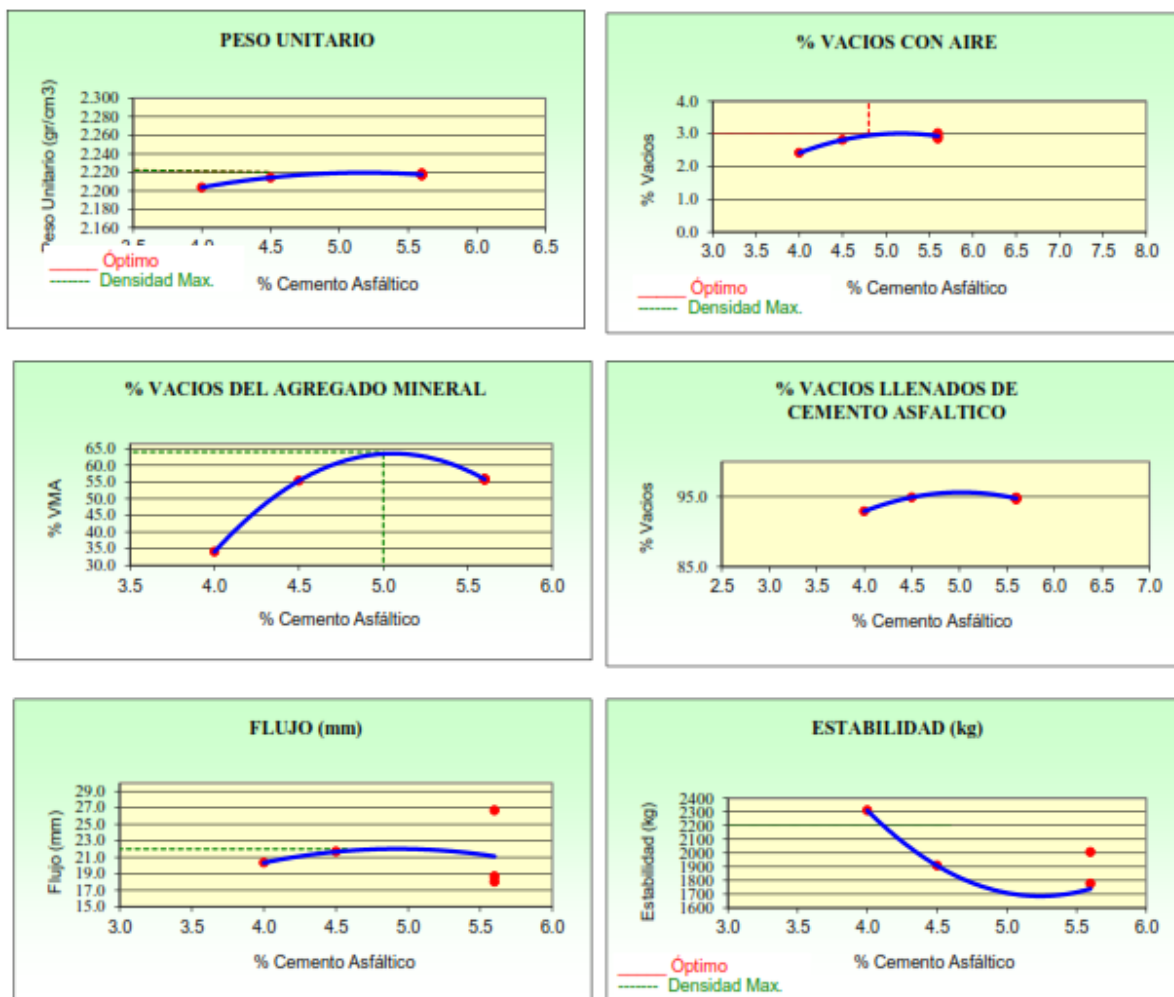 PESO UNITARIO
Peso Unitario (gr/cm3)
2.300
2.280
2.260
2.240
2.220
2.200
2.180
2.160
4.0 4.5 5.0 5.5 6.0 6.5
Óptimo
Densidad Max.
% Cemento Asfáltico
% VACIOS CON AIRE
% Vacios
4.0
3.0
2.0
1.0
0.0
3.0 3.5 4.0 4.5 5.0 5.5 6.0 6.5 7.0 7.5 8.0
Óptimo
Densidad Max.
% Cemento Asfáltico
% VACIOS DEL AGREGADO MINERAL
% VMA
65.0
60.0
55.0
50.0
45.0
40.0
35.0
30.0
3.5 4.0 4.5 5.0 5.5 6.0
% Cemento Asfáltico
% VACIOS LLENADOS DE
CEMENTO ASFALTICO
% Vacios
95.0
85.0
2.5 3.0 3.5 4.0 4.5 5.0 5.5 6.0 6.5 7.0
% Cemento Asfáltico
FLUJO (mm)
Flujo (mm)
29.0
27.0
25.0
23.0
21.0
19.0
17.0
15.0
3.0 3.5 4.0 4.5 5.0 5.5 6.0
% Cemento Asfáltico
ESTABILIDAD (kg)
Estabilidad (kg)
2400
2300
2200
2100
2000
1900
1800
1700
1600
3.0 3.5 4.0 4.5 5.0 5.5 6.0
Óptimo
Densidad Max.
% Cemento Asfáltico